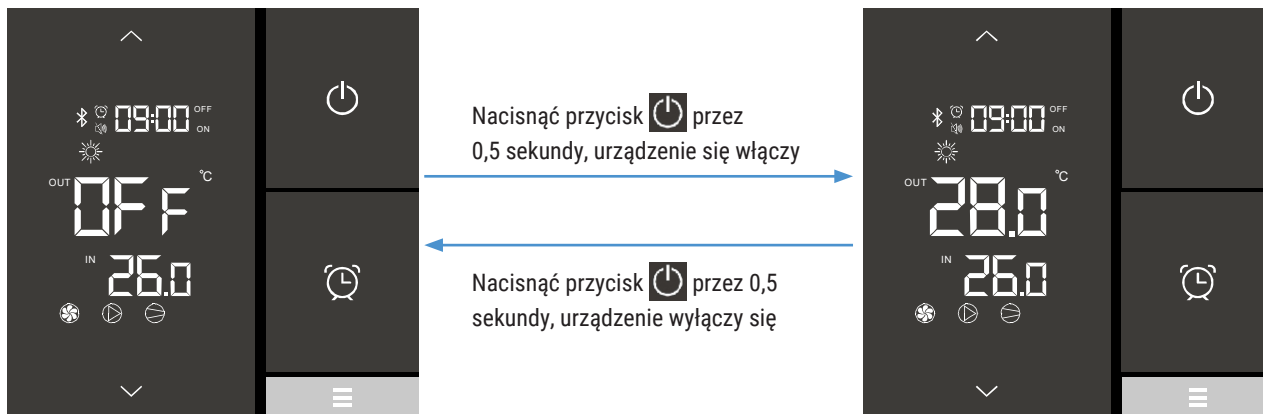 09:00 OFF
ON
OUT OFF °C
IN 26.0
Nacisnąć przycisk przez
0,5 sekundy, urządzenie się włączy
Nacisnąć przycisk przez 0,5
sekundy, urządzenie wyłączy się
09:00 OFF
ON
OUT 28.0 °C
IN 26.0